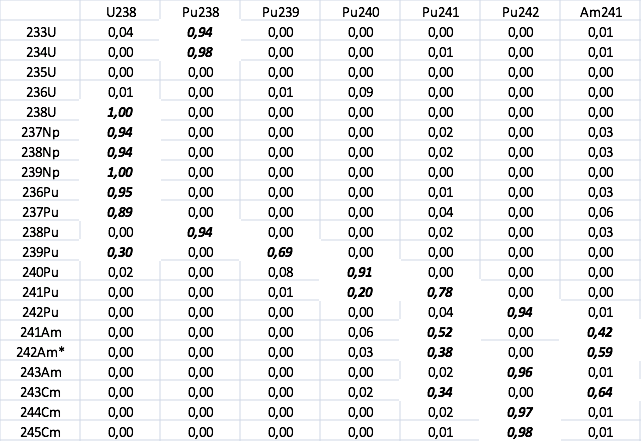 U238 Pu238 Pu239 Pu240 Pu241 Pu242 Am241
233U 0,04 0,94 0,00 0,00 0,00 0,00 0,01
234U 0,00 0,98 0,00 0,00 0,01 0,00 0,01
235U 0,00 0,00 0,00 0,00 0,00 0,00 0,00
236U 0,01 0,00 0,01 0,09 0,00 0,00 0,00
238U 1,00 0,00 0,00 0,00 0,00 0,00 0,00
237Np 0,94 0,00 0,00 0,00 0,02 0,00 0,03
238Np 0,94 0,00 0,00 0,00 0,02 0,00 0,03
239Np 1,00 0,00 0,00 0,00 0,00 0,00 0,00
236Pu 0,95 0,00 0,00 0,00 0,01 0,00 0,03
237Pu 0,89 0,00 0,00 0,00 0,04 0,00 0,06
238Pu 0,00 0,94 0,00 0,00 0,02 0,00 0,03
239Pu 0,30 0,00 0,69 0,00 0,00 0,00 0,00
240Pu 0,02 0,00 0,08 0,91 0,00 0,00 0,00
241Pu 0,00 0,00 0,01 0,20 0,78 0,00 0,00
242Pu 0,00 0,00 0,00 0,00 0,04 0,94 0,01
241Am 0,00 0,00 0,00 0,06 0,52 0,00 0,42
242Am* 0,00 0,00 0,00 0,03 0,38 0,00 0,59
243Am 0,00 0,00 0,00 0,00 0,02 0,96 0,01
243Cm 0,00 0,00 0,00 0,02 0,34 0,00 0,64
244Cm 0,00 0,00 0,00 0,00 0,02 0,97 0,01
245Cm 0,00 0,00 0,00 0,00 0,01 0,98 0,01